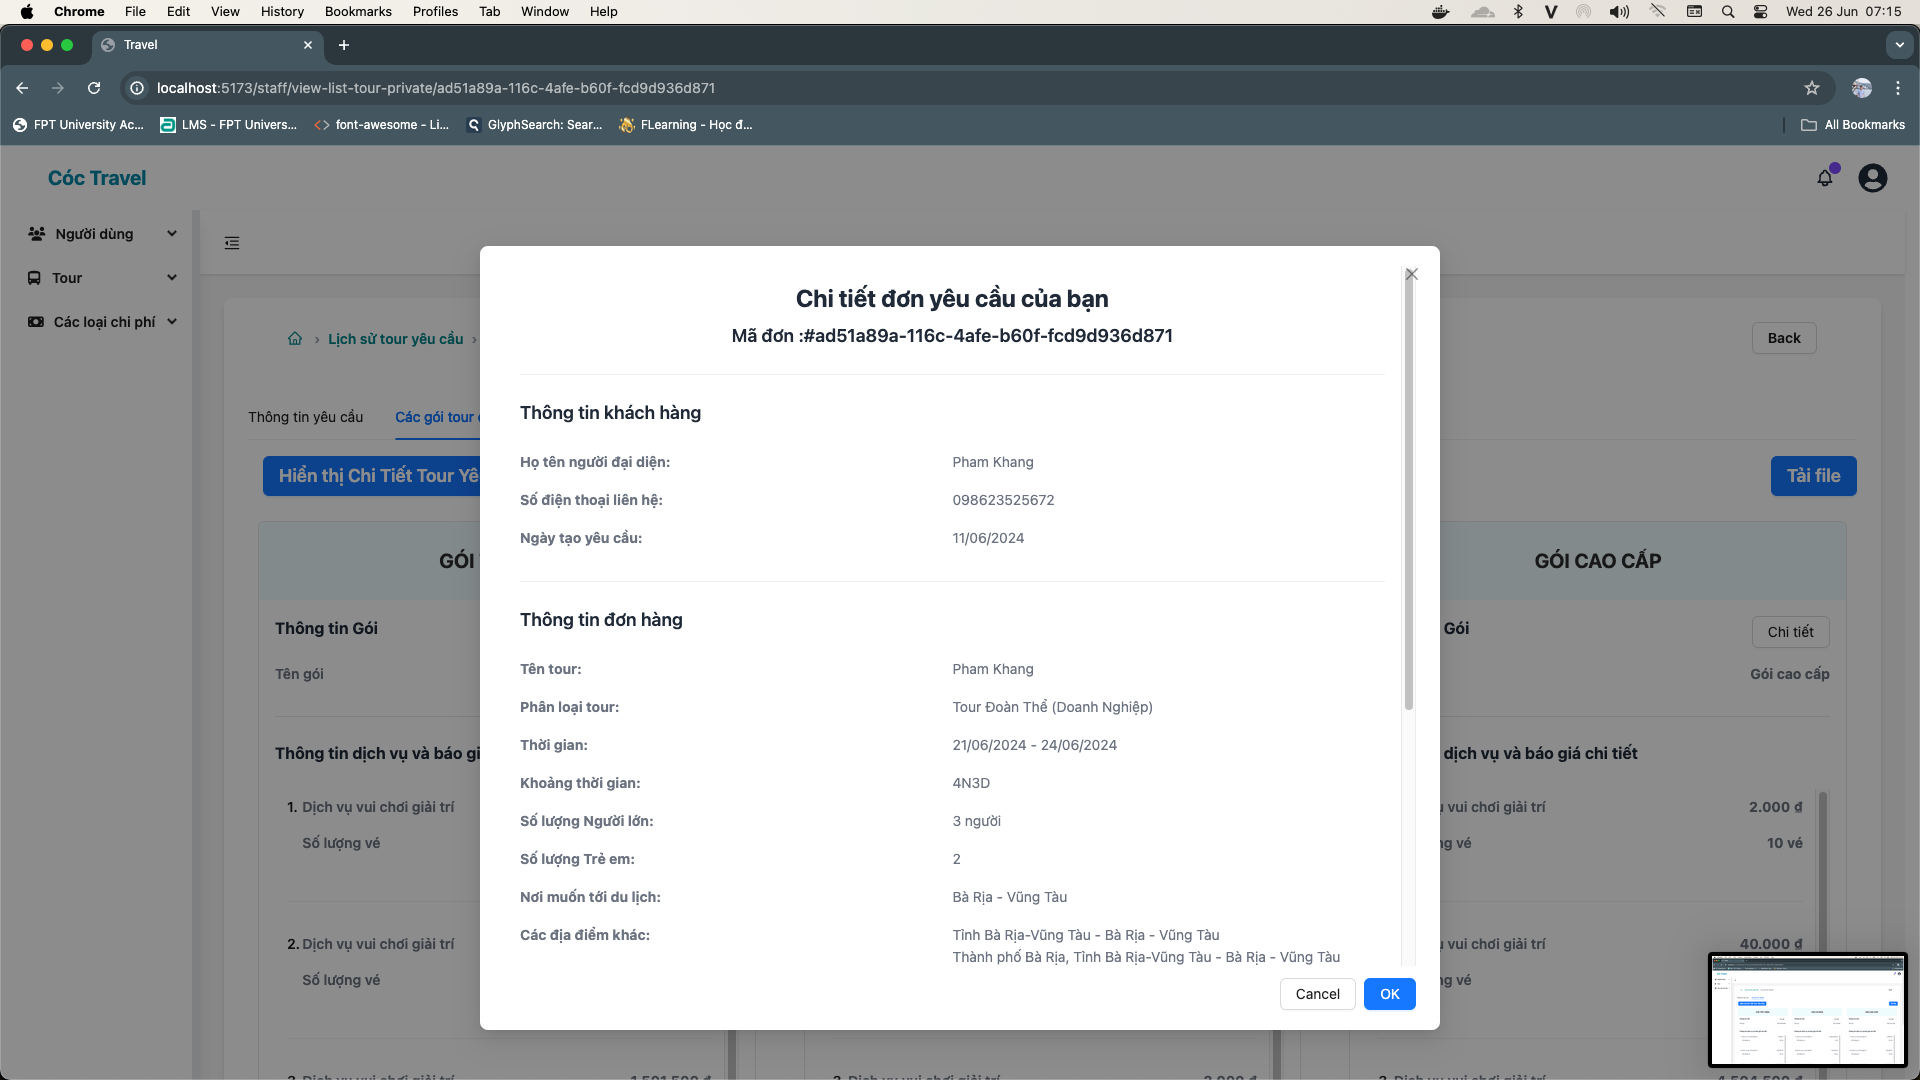 Chrome File Edit View History Bookmarks Profiles Tab Window Help
Wed 26 Jun 07:15
Travel
localhost:5173/staff/view-list-tour-private/ad51a89a-116c-4afe-b60f-fcd9d936d871
FPT University Ac... LMS - FPT Univers... font-awesome - Li... GlyphSearch: Sear... FLearning - Học đ...
All Bookmarks
Cóc Travel
Người dùng
Tour
Các loại chi phí
Lịch sử tour yêu cầu
Back
Thông tin yêu cầu
Các gói tour
Hiển thị Chi Tiết Tour Yê
Tải file
GÓI
GÓI CAO CẤP
Thông tin Gói
Gói
Chi tiết
Tên gói
Gói cao cấp
Thông tin dịch vụ và báo gi
dịch vụ và báo giá chi tiết
1. Dịch vụ vui chơi giải trí
vui chơi giải trí
2.000 ₫
Số lượng vé
vé
10 vé
2. Dịch vụ vui chơi giải trí
vui chơi giải trí
40.000 ₫
Số lượng vé
vé
Chi tiết đơn yêu cầu của bạn
Mã đơn :#ad51a89a-116c-4afe-b60f-fcd9d936d871
Thông tin khách hàng
Họ tên người đại diện: Pham Khang
Số điện thoại liên hệ: 098623525672
Ngày tạo yêu cầu: 11/06/2024
Thông tin đơn hàng
Tên tour: Pham Khang
Phân loại tour: Tour Đoàn Thể (Doanh Nghiệp)
Thời gian: 21/06/2024 - 24/06/2024
Khoảng thời gian: 4N3D
Số lượng Người lớn: 3 người
Số lượng Trẻ em: 2
Nơi muốn tới du lịch: Bà Rịa - Vũng Tàu
Các địa điểm khác: Tỉnh Bà Rịa-Vũng Tàu - Bà Rịa - Vũng Tàu
Thành phố Bà Rịa, Tỉnh Bà Rịa-Vũng Tàu - Bà Rịa - Vũng Tàu
Cancel
OK